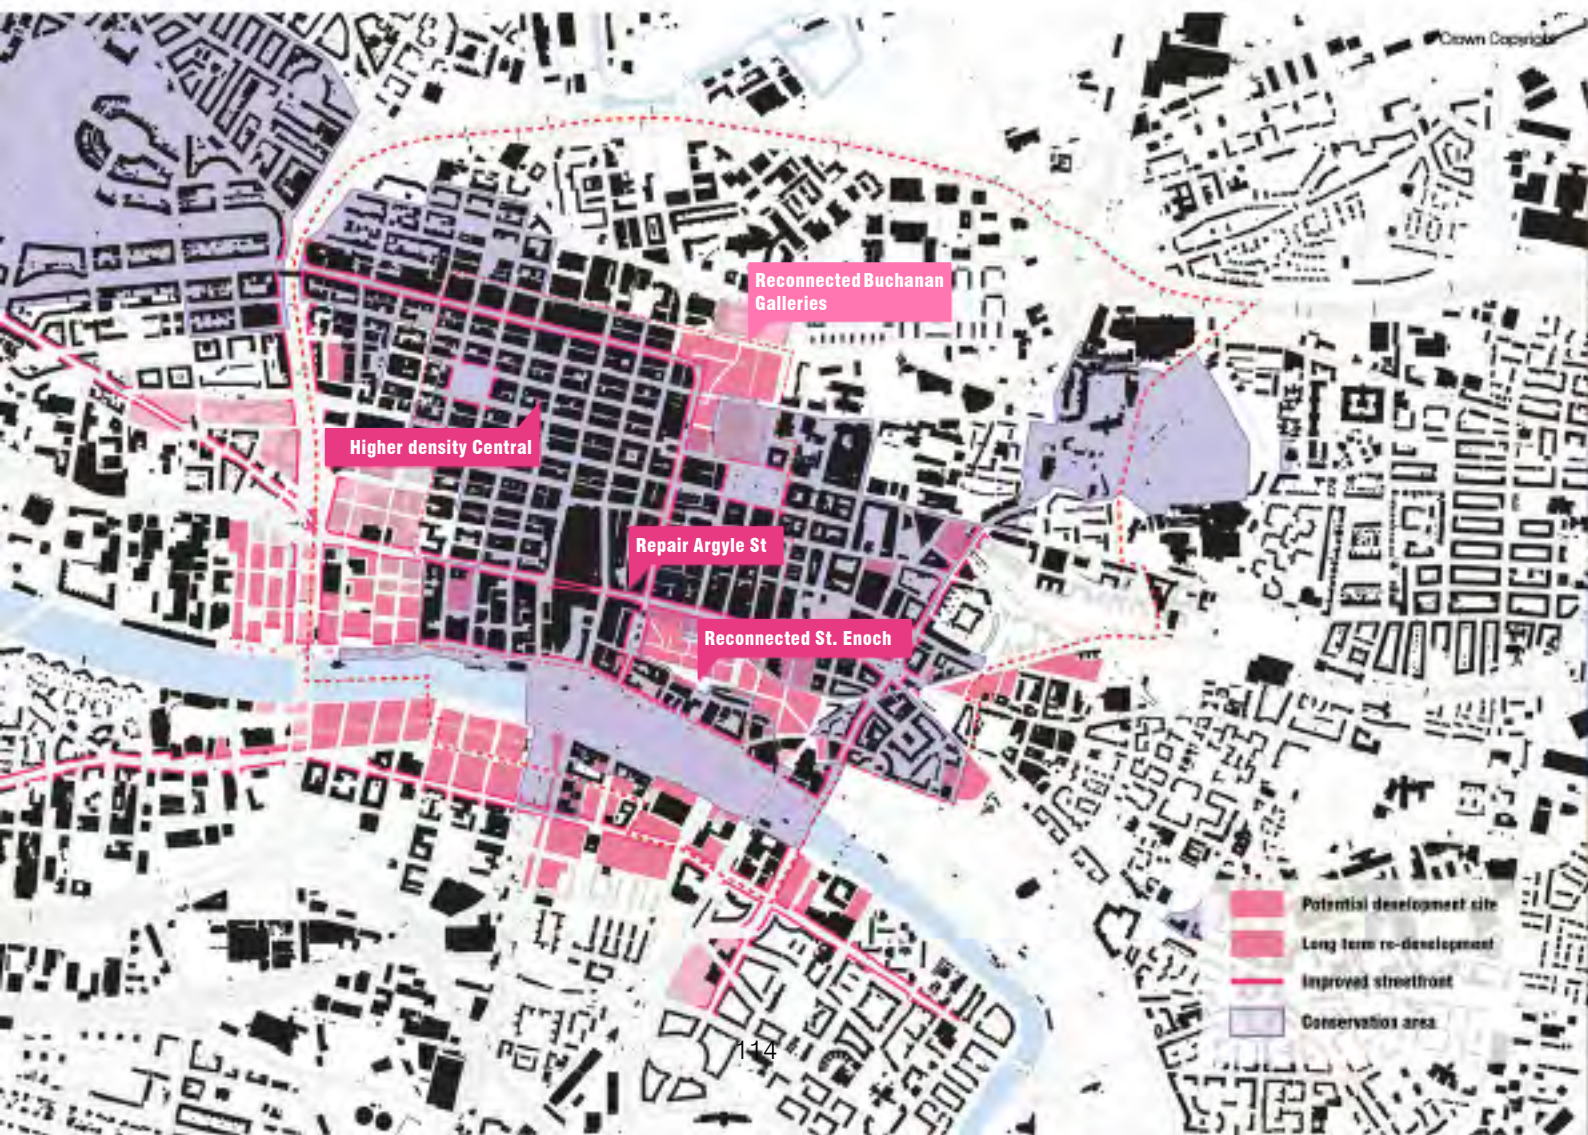 Crown Copyright
Reconnected Buchanan
Galleries
Higher density Central
Repair Argyle St
Reconnected St. Enoch
Potential development site
Long term re-development
Improved streetfront
Conservation area
114